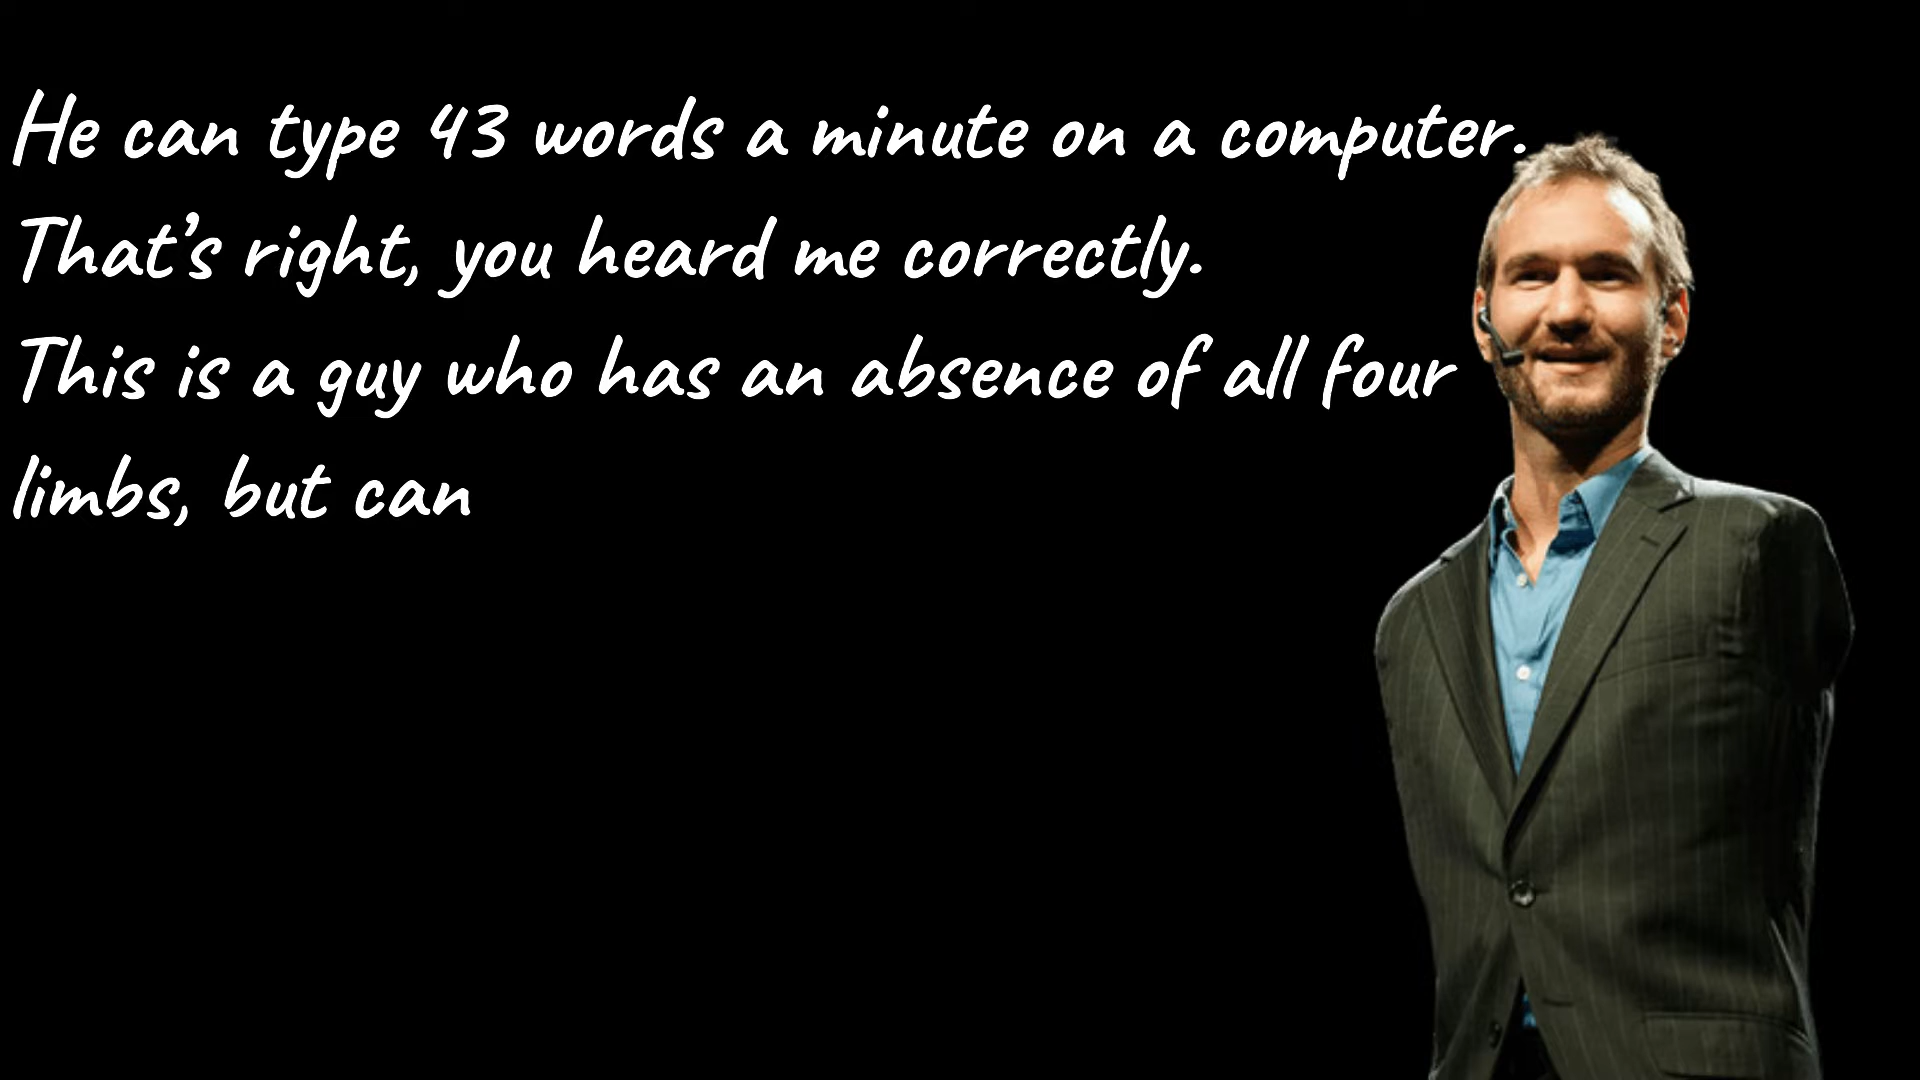 He can type 43 words a minute on a computer.
That's right, you heard me correctly.
This is a guy who has an absence of all four
limbs, but can